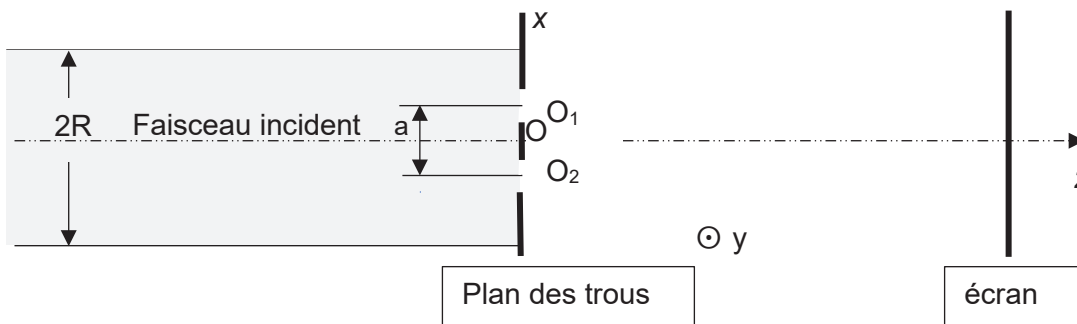 x
2R
Faisceau incident
a
O₁
O
O₂
⊙ y
Plan des trous
écran